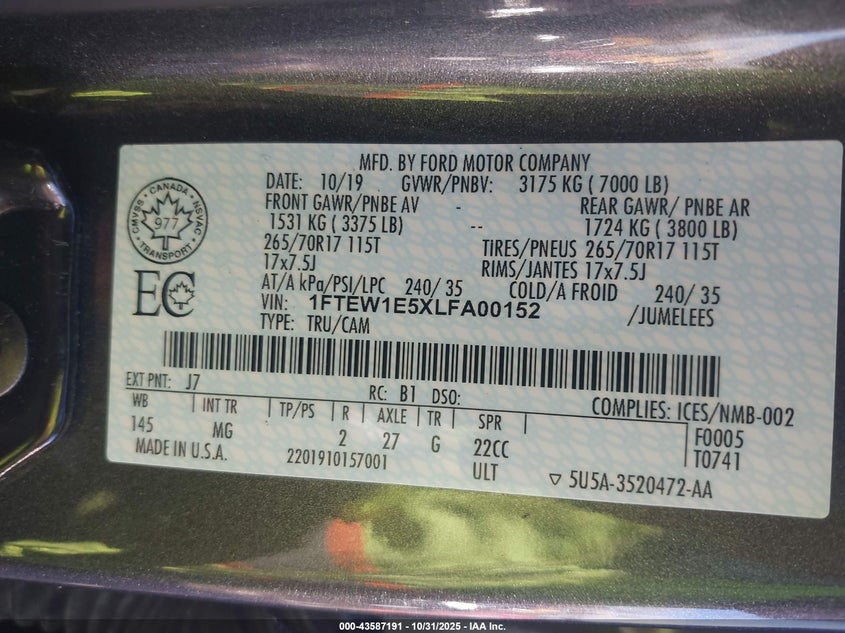 MFD. BY FORD MOTOR COMPANY
DATE: 10/19 GVWR/PNBV: 3175 KG ( 7000 LB)
FRONT GAWR/PNBE AV - REAR GAWR/ PNBE AR
1531 KG ( 3375 LB) -- 1724 KG ( 3800 LB)
265/70R17 115T TIRES/PNEUS 265/70R17 115T
17x7.5J RIMS/JANTES 17x7.5J
AT/A kPa/PSI/LPC 240/ 35 COLD/A FROID 240/ 35
VIN: 1FTEW1E5XLFA00152 /JUMELEES
TYPE: TRU/CAM
CANADA
CMVSS
NSVAC
977
TRANSPORT
EC
EXT PNT: J7 RC: B1 DSO: COMPLIES: ICES/NMB-002
WB | INT TR | TP/PS | R | AXLE | TR | SPR | F0005
145 MG 2 27 G 22CC T0741
MADE IN U.S.A. 2201910157001 ULT ▽ 5U5A-3520472-AA
000-43587191 - 10/31/2025 - IAA Inc.